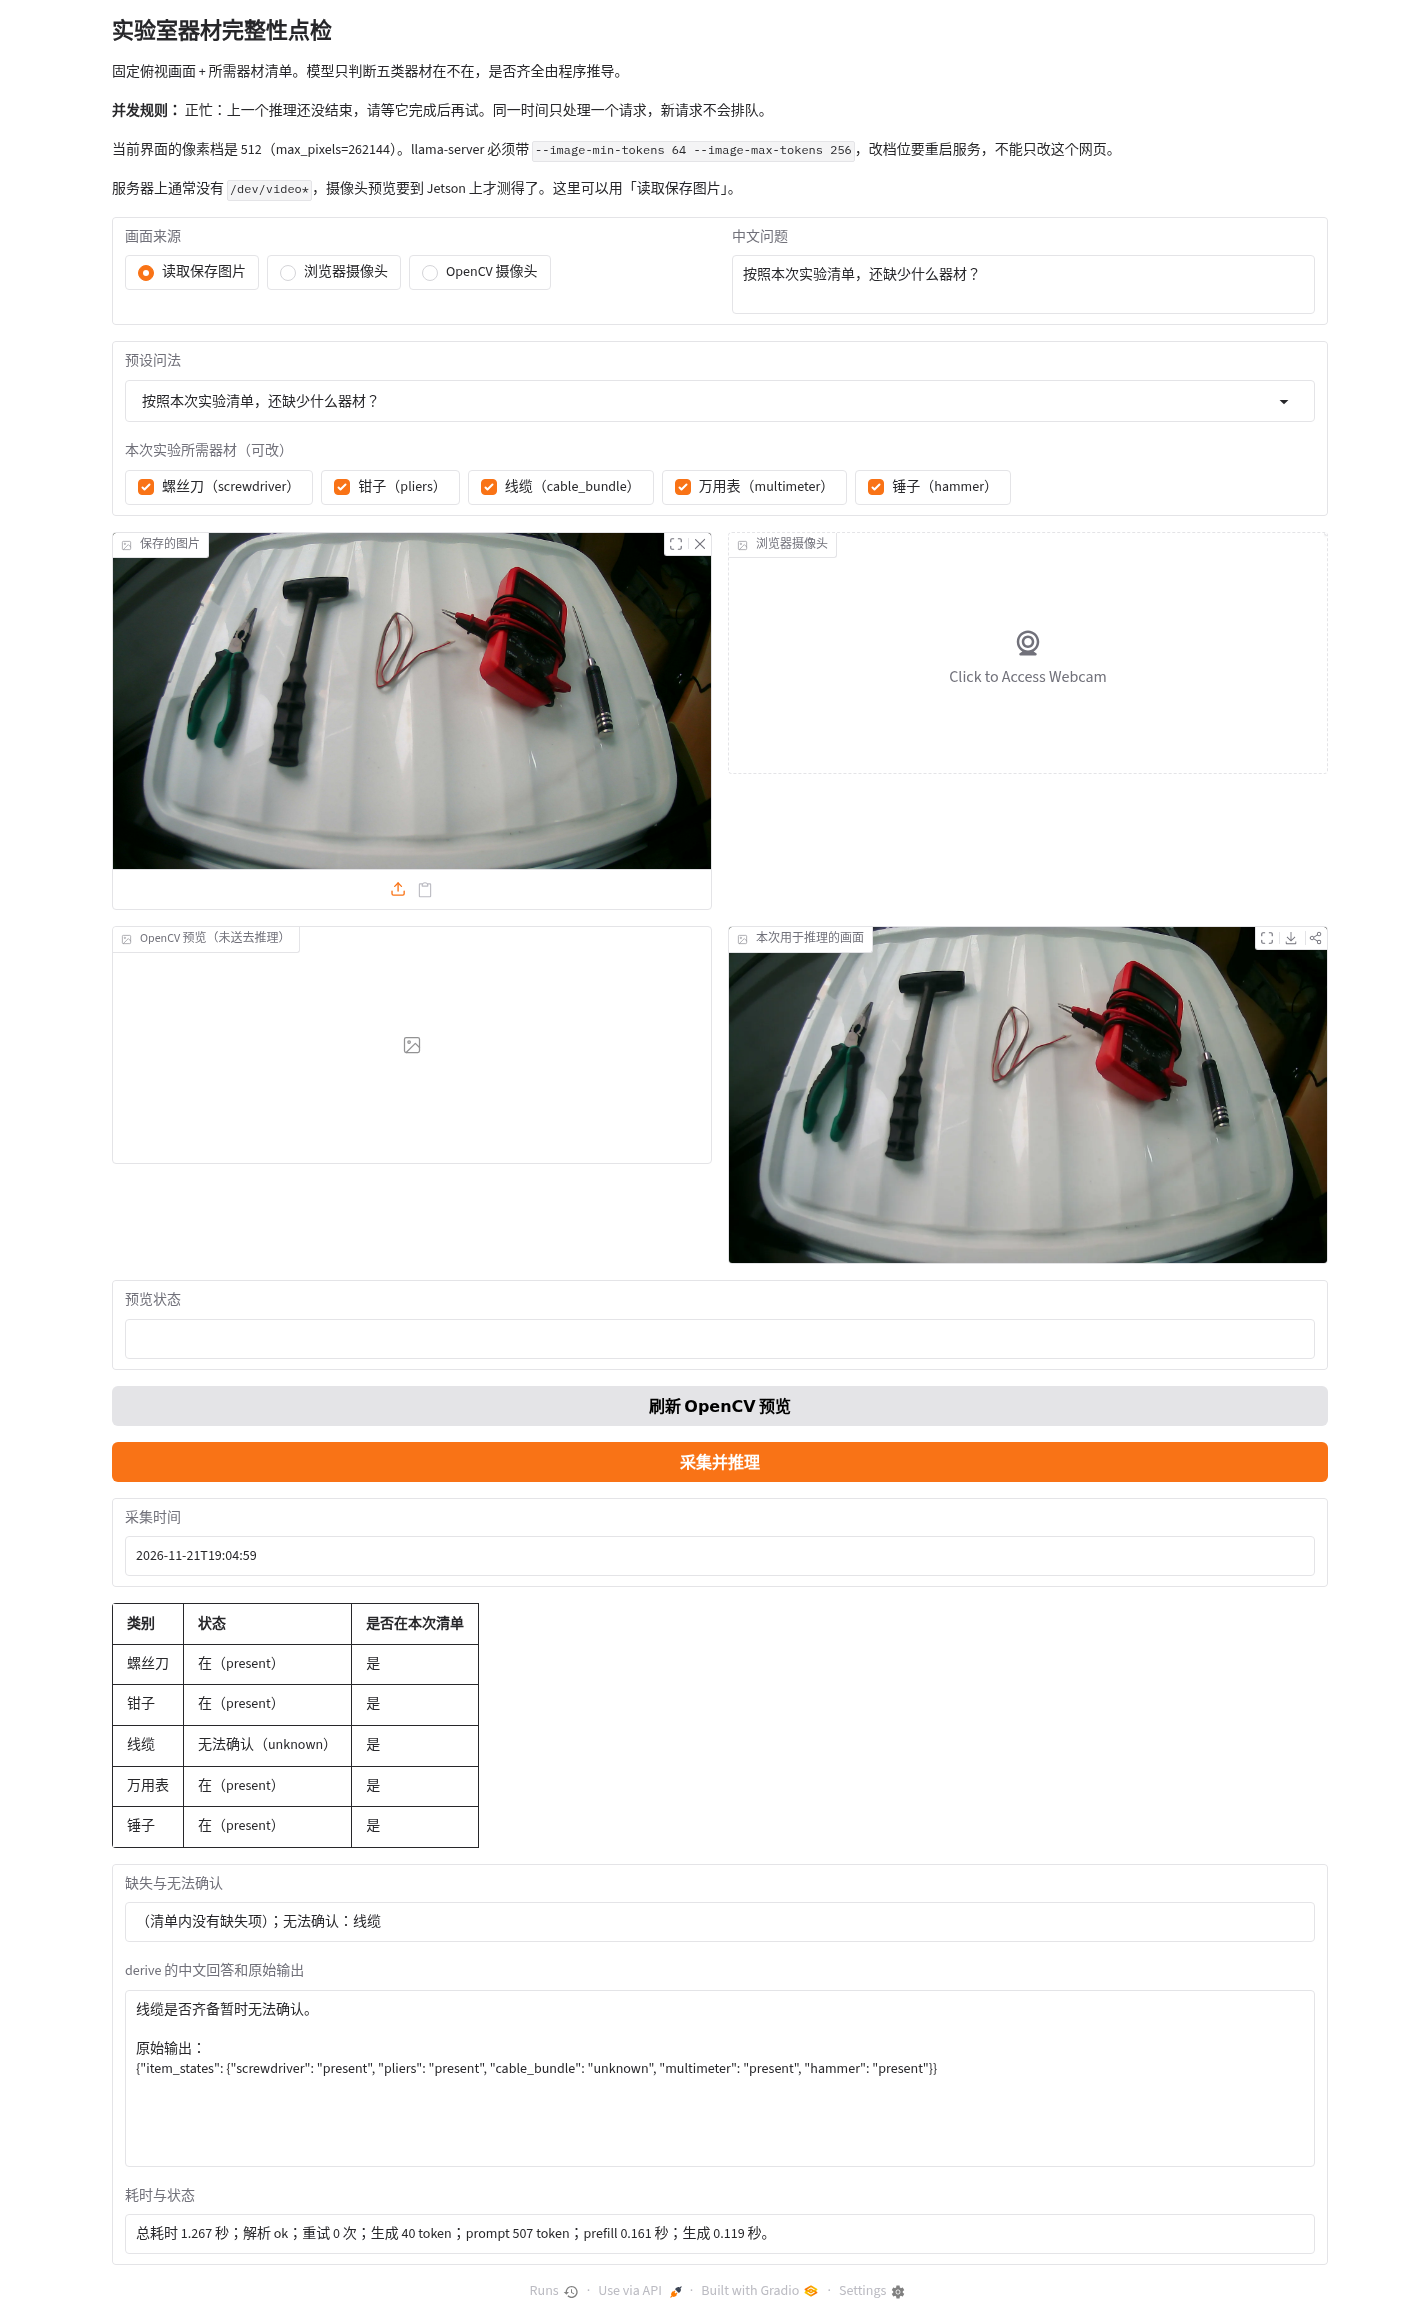 实验室器材完整性点检
固定俯视画面 + 所需器材清单。模型只判断五类器材在不在，是否齐全由程序推导。
并发规则： 正忙：上一个推理还没结束，请等它完成后再试。同一时间只处理一个请求，新请求不会排队。
当前界面的像素档是 512（max_pixels=262144）。llama-server 必须带 --image-min-tokens 64 --image-max-tokens 256，改档位要重启服务，不能只改这个网页。
服务器上通常没有 /dev/video*，摄像头预览要到 Jetson 上才测得了。这里可以用「读取保存图片」。
画面来源
读取保存图片 浏览器摄像头 OpenCV 摄像头
中文问题
按照本次实验清单，还缺少什么器材？
预设问法
按照本次实验清单，还缺少什么器材？
本次实验所需器材（可改）
螺丝刀（screwdriver） 钳子（pliers） 线缆（cable_bundle） 万用表（multimeter） 锤子（hammer）
保存的图片
浏览器摄像头
Click to Access Webcam
OpenCV 预览（未送去推理）
本次用于推理的画面
预览状态
刷新 OpenCV 预览
采集并推理
采集时间
2026-11-21T19:04:59
类别 状态 是否在本次清单
螺丝刀 在（present） 是
钳子 在（present） 是
线缆 无法确认（unknown） 是
万用表 在（present） 是
锤子 在（present） 是
缺失与无法确认
（清单内没有缺失项）；无法确认：线缆
derive 的中文回答和原始输出
线缆是否齐备暂时无法确认。
原始输出：
{"item_states": {"screwdriver": "present", "pliers": "present", "cable_bundle": "unknown", "multimeter": "present", "hammer": "present"}}
耗时与状态
总耗时 1.267 秒；解析 ok；重试 0 次；生成 40 token；prompt 507 token；prefill 0.161 秒；生成 0.119 秒。
Runs · Use via API · Built with Gradio · Settings